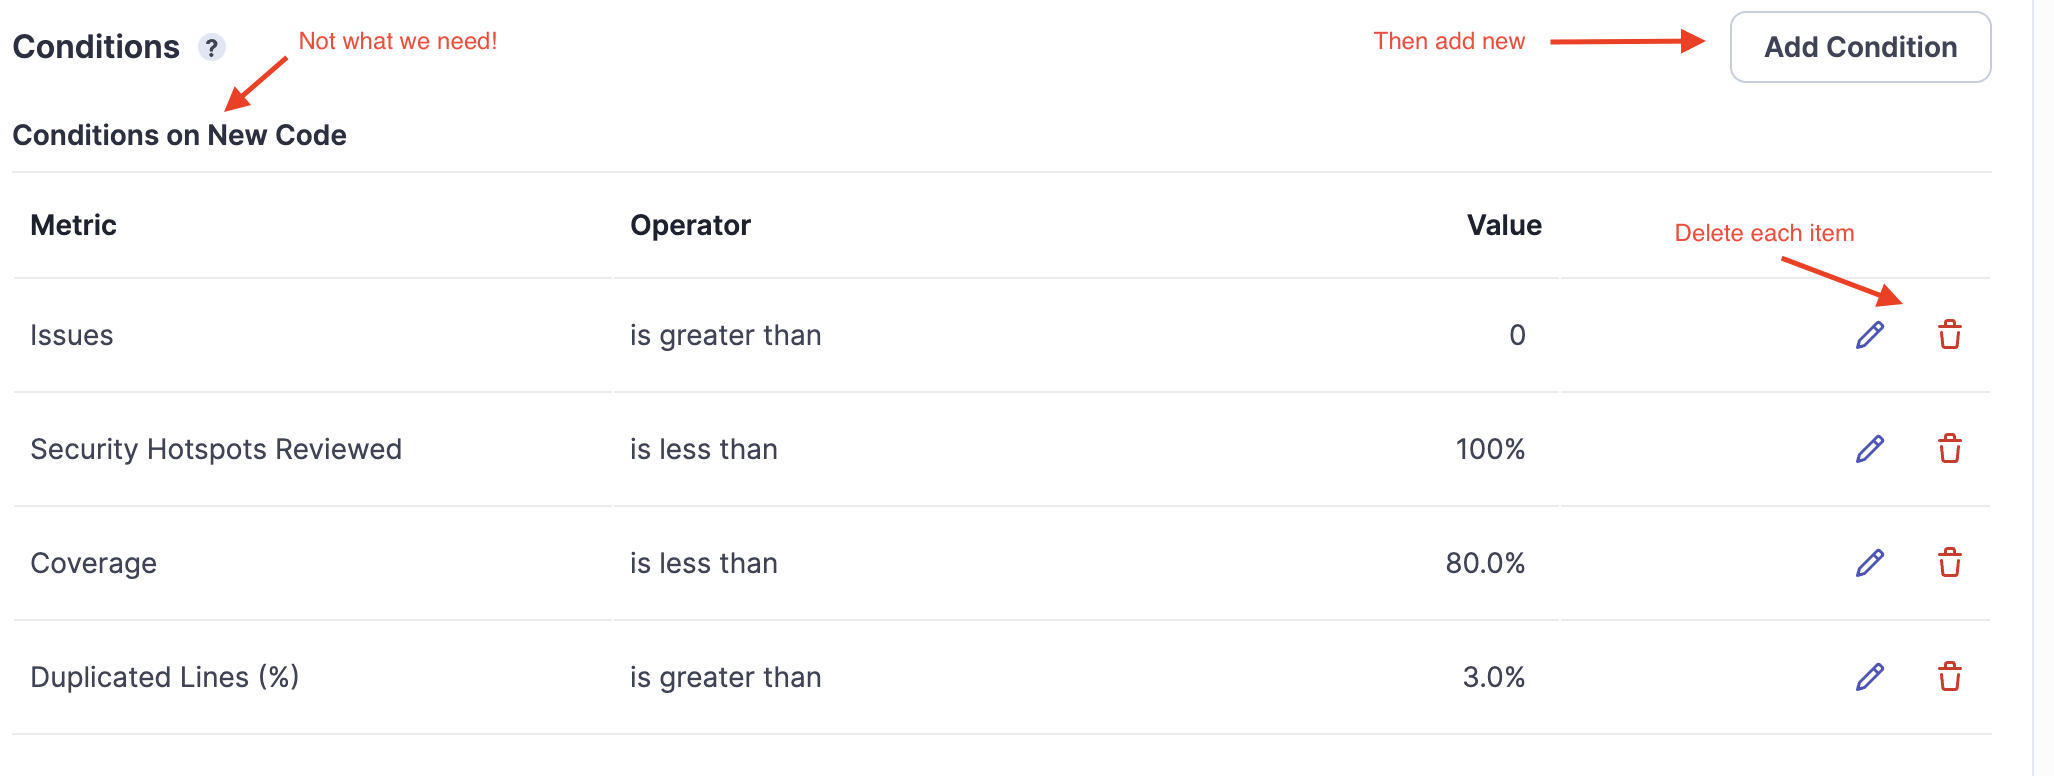 Conditions ? Not what we need! Then add new Add Condition
Conditions on New Code
Metric Operator Value
Delete each item
Issues is greater than 0
Security Hotspots Reviewed is less than 100%
Coverage is less than 80.0%
Duplicated Lines (%) is greater than 3.0%